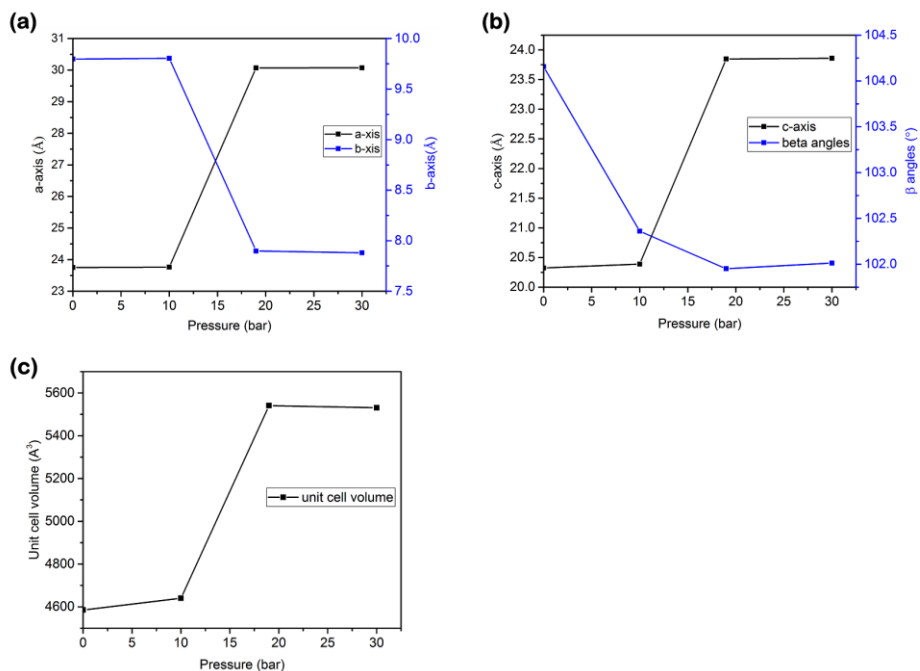 (a)
31
30
29
28
27
26
25
24
23
a-axis (Å)
10.0
9.5
9.0
8.5
8.0
7.5
b-axis(Å)
a-xis
b-xis
0 5 10 15 20 25 30
Pressure (bar)
(b)
24.0
23.5
23.0
22.5
22.0
21.5
21.0
20.5
20.0
c-axis (Å)
104.5
104.0
103.5
103.0
102.5
102.0
β angles (°)
c-axis
beta angles
0 5 10 15 20 25 30
Pressure (bar)
(c)
5600
5400
5200
5000
4800
4600
Unit cell volume (A³)
unit cell volume
0 5 10 15 20 25 30
Pressure (bar)